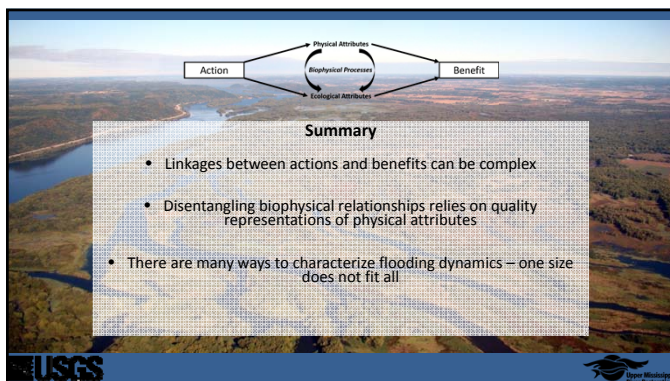 Physical Attributes
Action
Biophysical Processes
Benefit
Ecological Attributes
Summary
• Linkages between actions and benefits can be complex
• Disentangling biophysical relationships relies on quality
representations of physical attributes
• There are many ways to characterize flooding dynamics – one size
does not fit all
USGS
Upper Mississippi